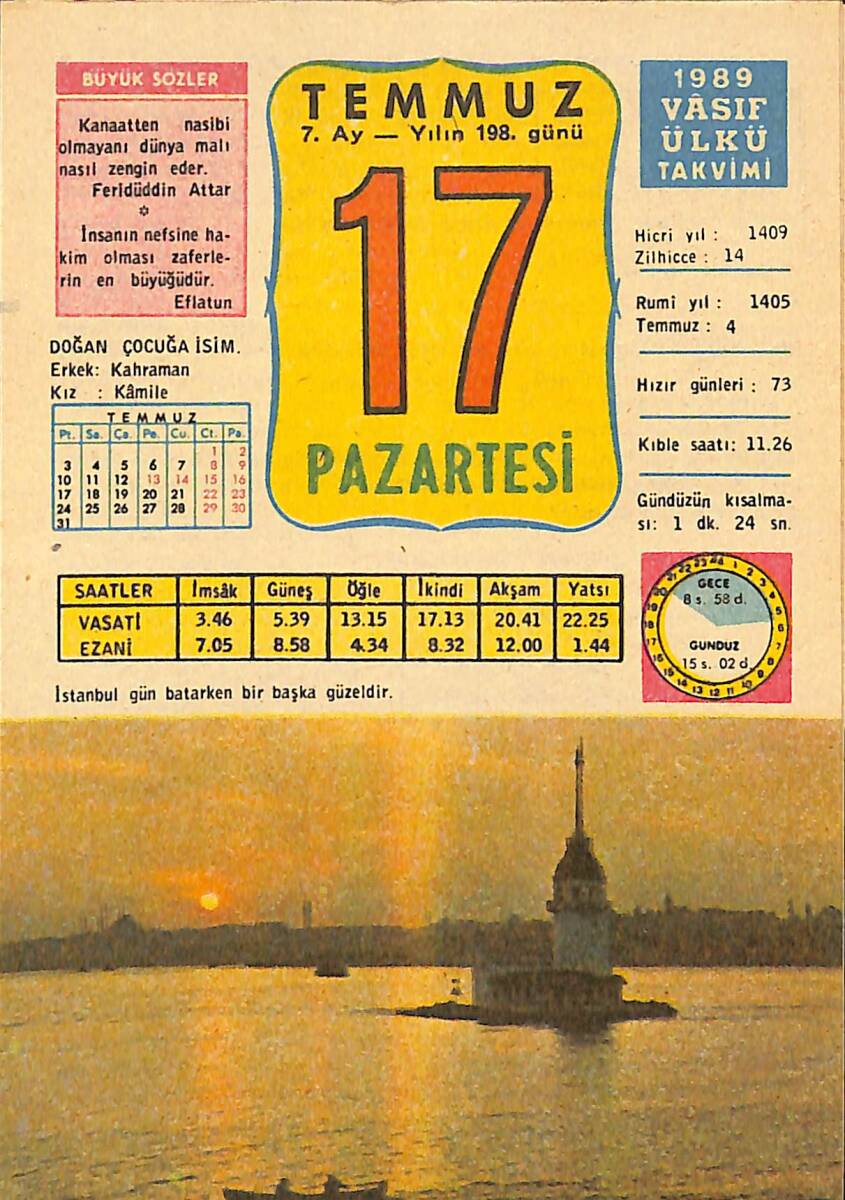 BÜYÜK SÖZLER
Kanaatten nasibi
olmayanı dünya malı
nasıl zengin eder.
Feridüddin Attar
İnsanın nefsine ha-
kim olması zaferle-
rin en büyüğüdür.
Eflatun
DOĞAN ÇOCUĞA İSİM.
Erkek: Kahraman
Kız : Kâmile
TEMMUZ
Pt. Sa. Ça. Pe. Cu. Ct. Pa.
1 2
3 4 5 6 7 8 9
10 11 12 13 14 15 16
17 18 19 20 21 22 23
24 25 26 27 28 29 30
31
TEMMUZ
7. Ay — Yılın 198. günü
17
PAZARTESİ
1989
VÂSIF
ÜLKÜ
TAKVİMİ
Hicri yıl : 1409
Zilhicce : 14
Rumi yıl : 1405
Temmuz : 4
Hızır günleri : 73
Kıble saatı: 11.26
Gündüzün kısalma-
sı: 1 dk. 24 sn.
SAATLER İmsâk Güneş Öğle İkindi Akşam Yatsı
VASATİ 3.46 5.39 13.15 17.13 20.41 22.25
EZANİ 7.05 8.58 4.34 8.32 12.00 1.44
GECE
8 s. 58 d.
GÜNDÜZ
15 s. 02 d.
İstanbul gün batarken bir başka güzeldir.